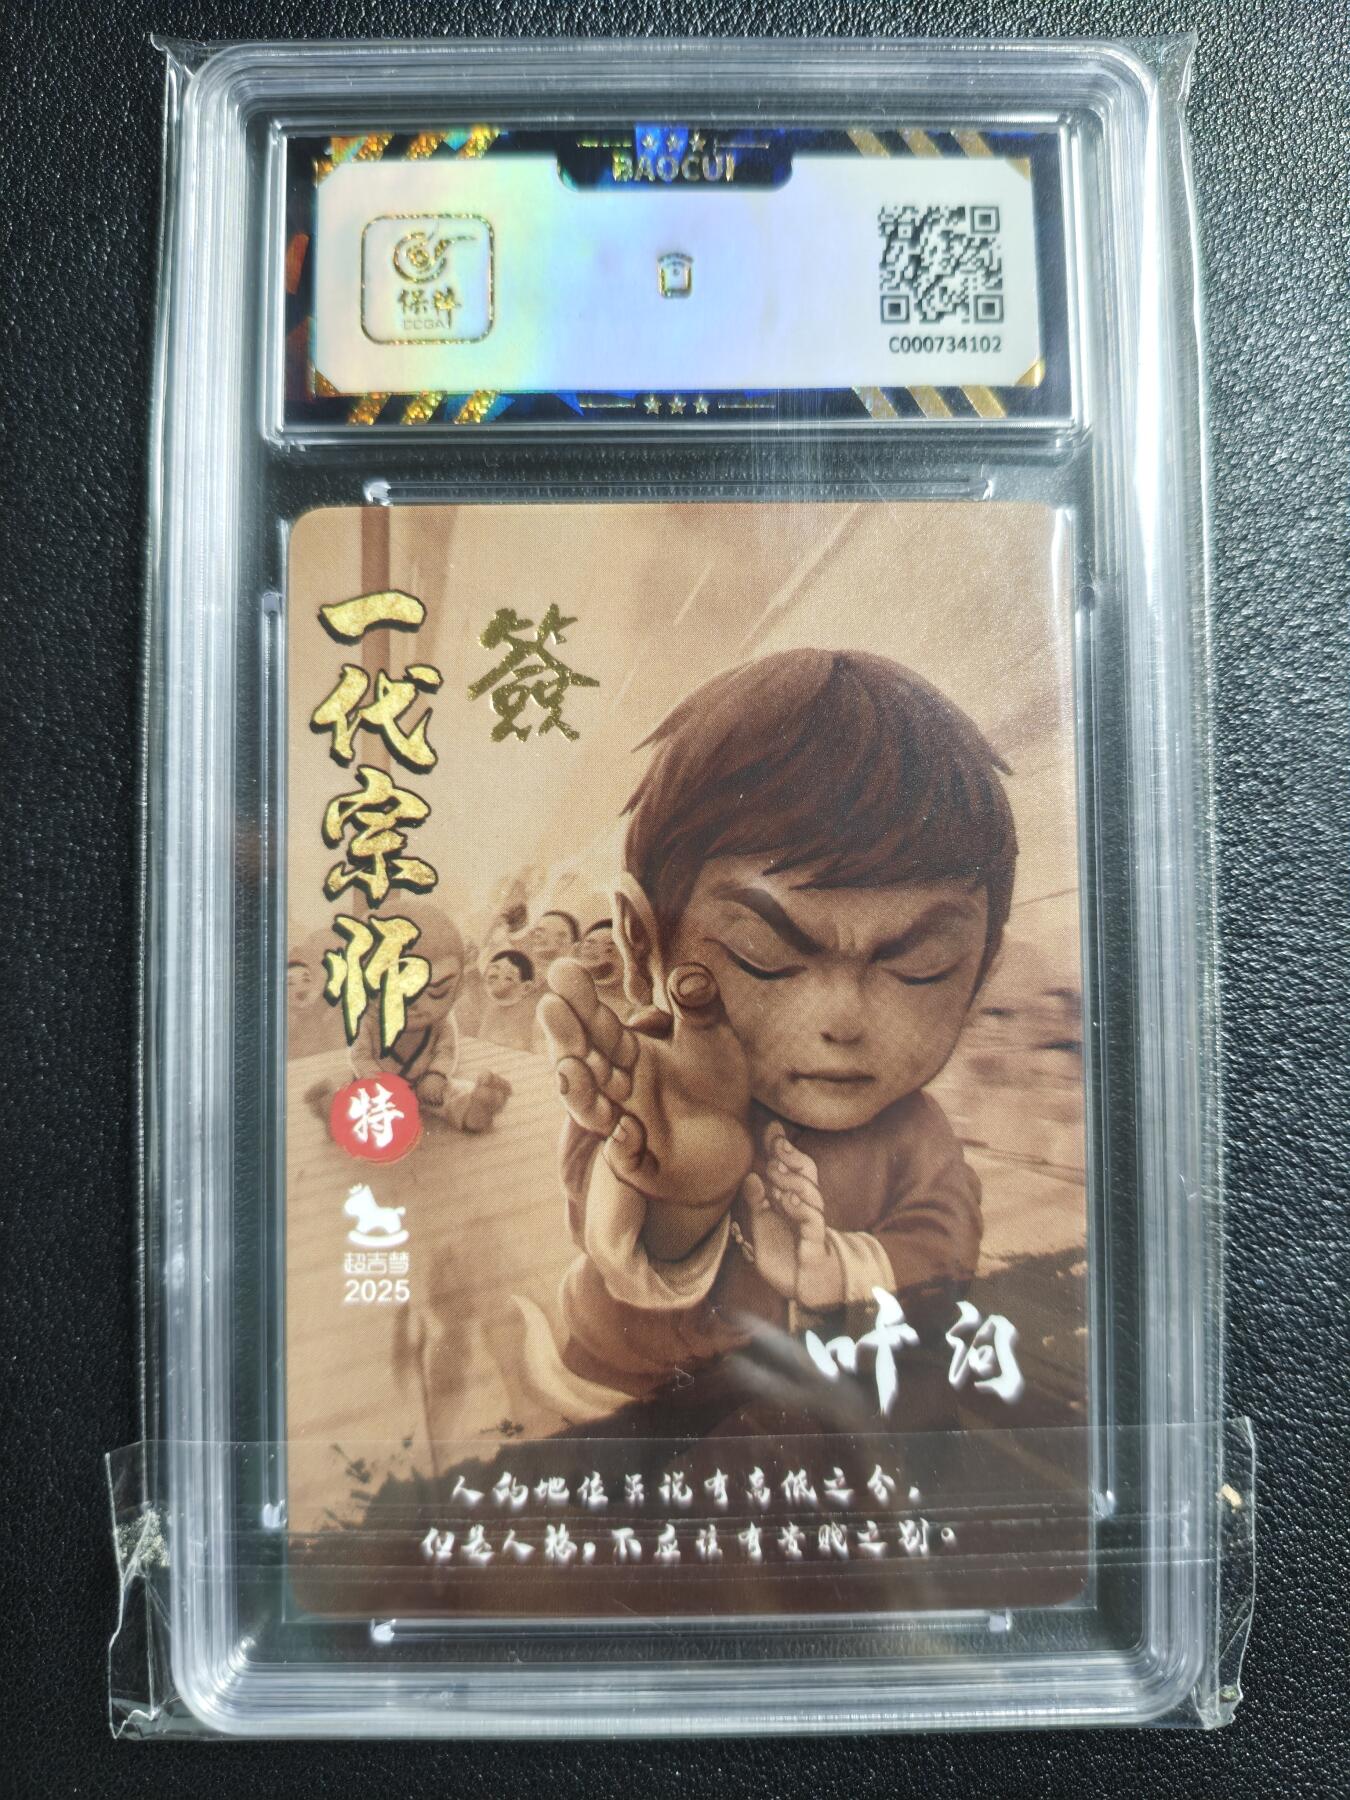 BAOCUI
保粹
CCGA
C000734102
一代宗师
簽
特
超吉梦
2025
叶问
人的地位虽说有高低之分，
但是人格，不应该有贵贱之别。